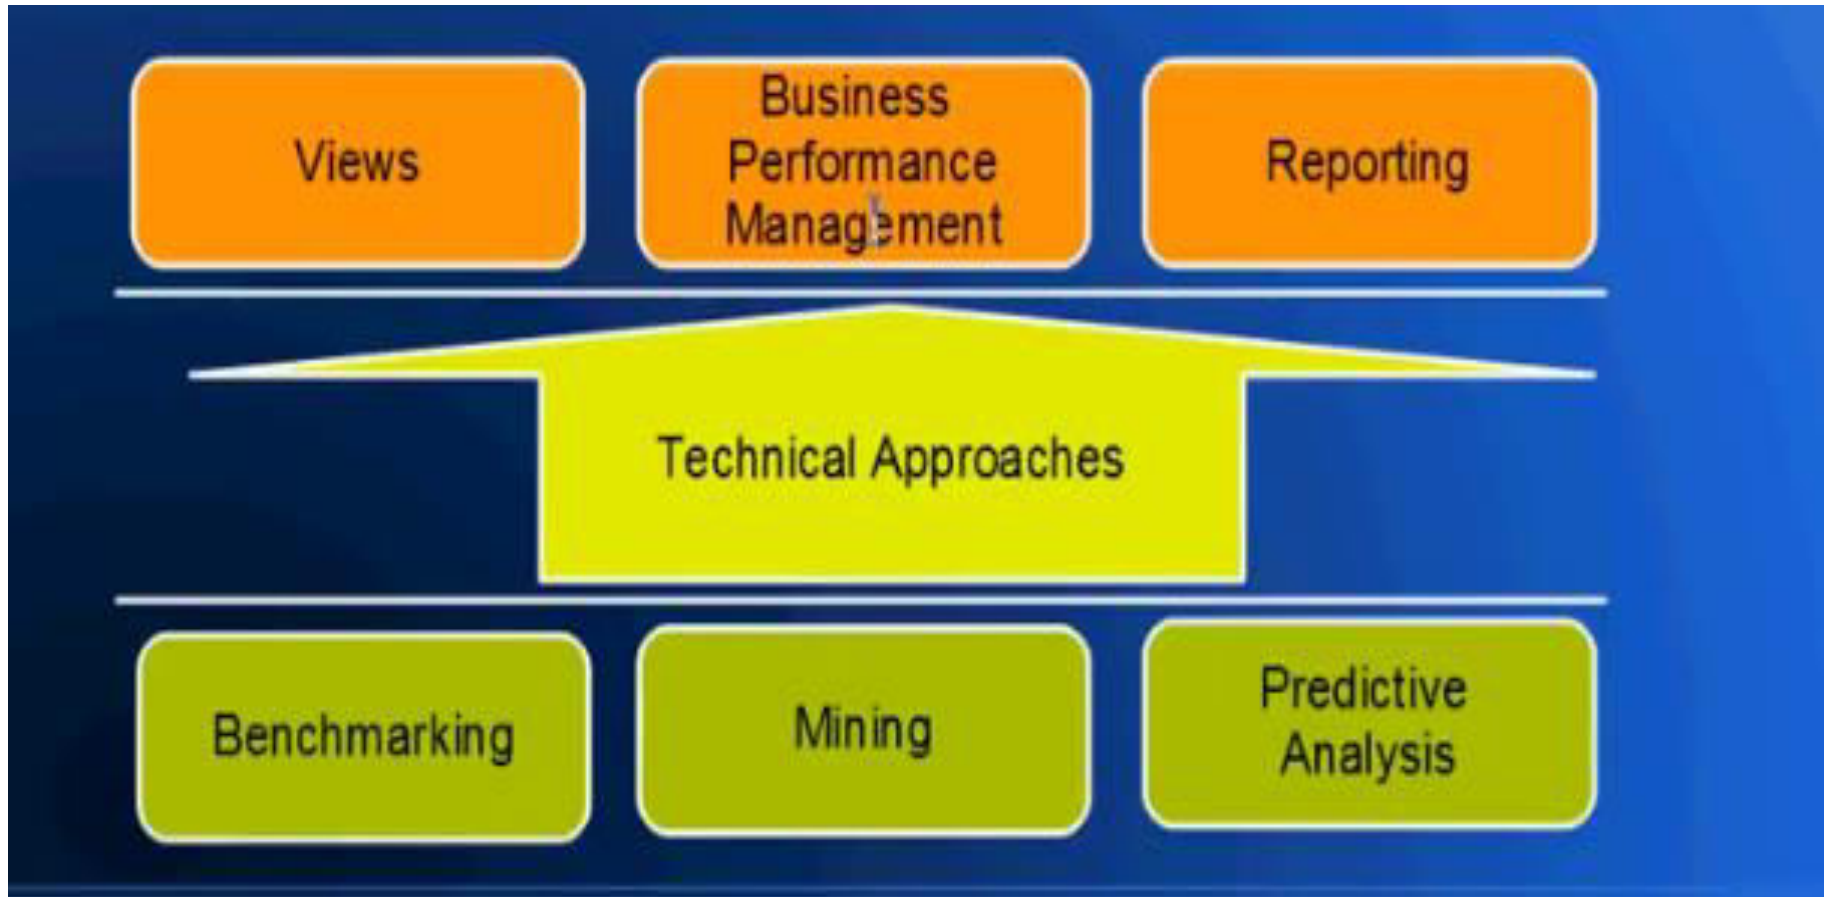 Views
Business
Performance
Management
Reporting
Technical Approaches
Benchmarking
Mining
Predictive
Analysis